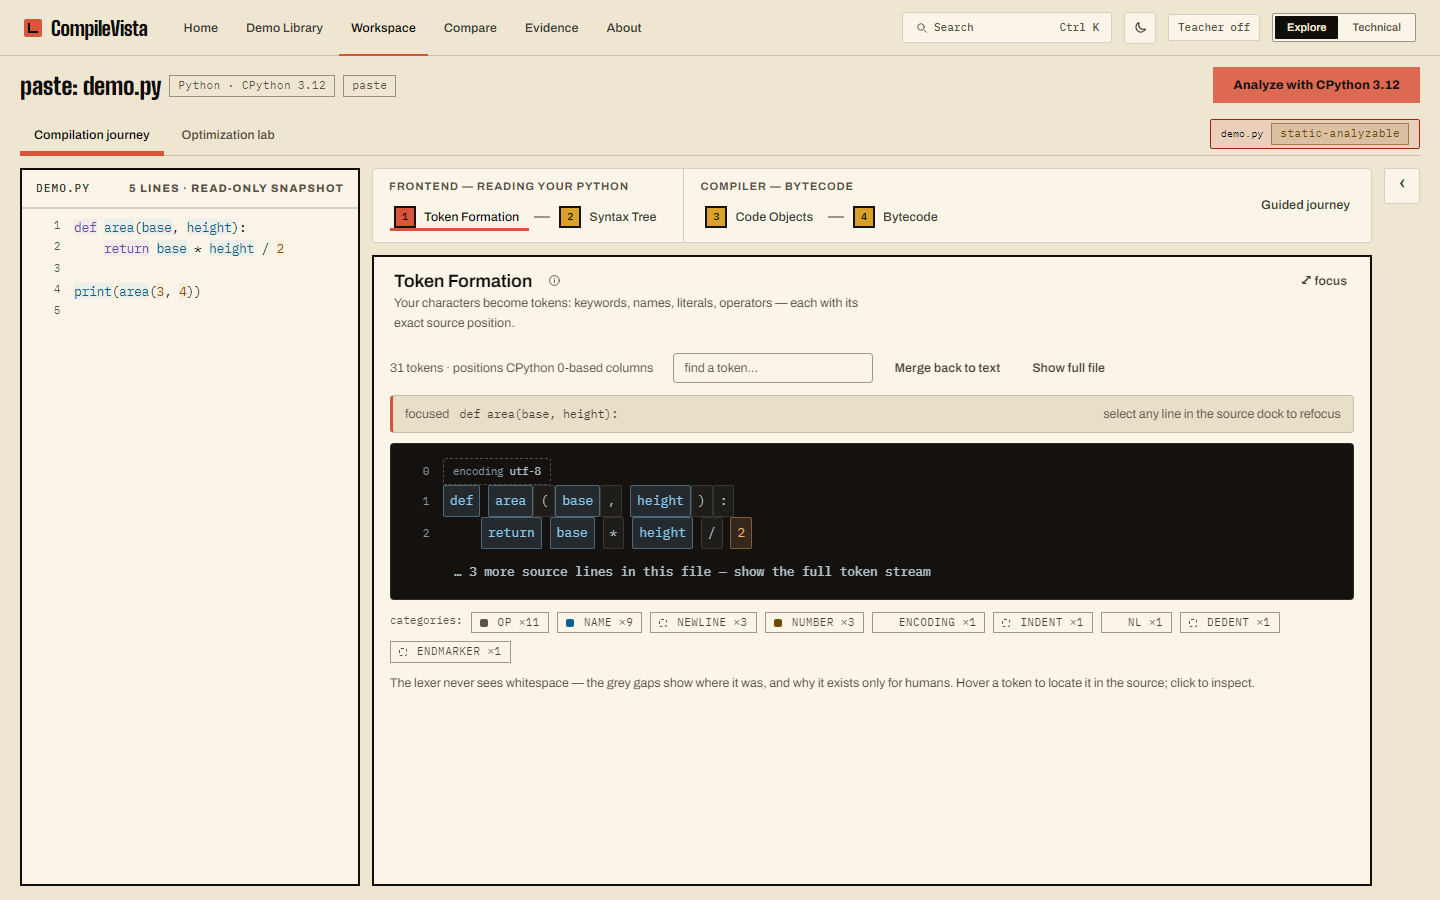 CompileVista Home Demo Library Workspace Compare Evidence About Search Ctrl K Teacher off Explore Technical
paste: demo.py Python · CPython 3.12 paste Analyze with CPython 3.12
Compilation journey Optimization lab demo.py static-analyzable
DEMO.PY 5 LINES · READ-ONLY SNAPSHOT
1 def area(base, height):
2 return base * height / 2
3
4 print(area(3, 4))
5
FRONTEND — READING YOUR PYTHON
1 Token Formation — 2 Syntax Tree
COMPILER — BYTECODE
3 Code Objects — 4 Bytecode
Guided journey
‹
Token Formation ⓘ ⤢ focus
Your characters become tokens: keywords, names, literals, operators — each with its
exact source position.
31 tokens · positions CPython 0-based columns find a token... Merge back to text Show full file
focused def area(base, height): select any line in the source dock to refocus
0 encoding utf-8
1 def area ( base , height ) :
2 return base * height / 2
… 3 more source lines in this file — show the full token stream
categories: OP ×11 NAME ×9 NEWLINE ×3 NUMBER ×3 ENCODING ×1 INDENT ×1 NL ×1 DEDENT ×1
ENDMARKER ×1
The lexer never sees whitespace — the grey gaps show where it was, and why it exists only for humans. Hover a token to locate it in the source; click to inspect.